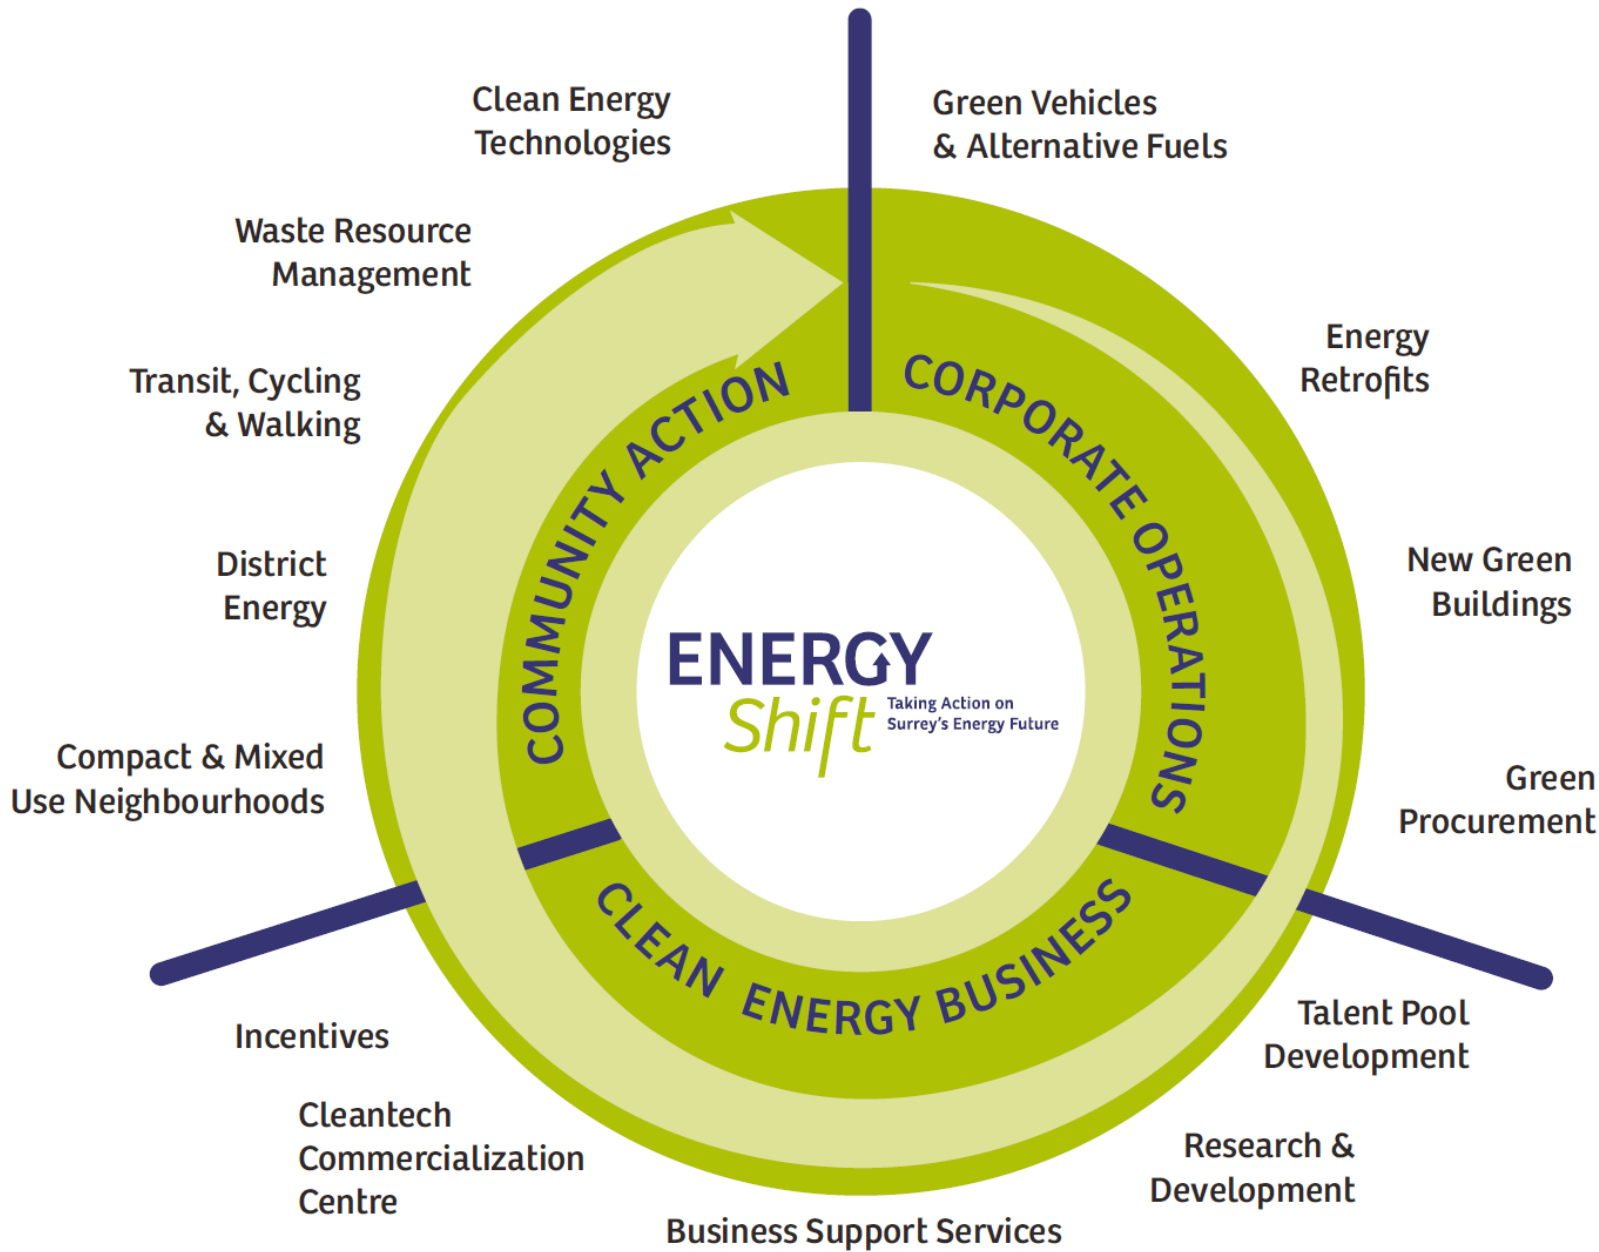 Clean Energy
Technologies
Green Vehicles
& Alternative Fuels
Waste Resource
Management
Energy
Retrofits
Transit, Cycling
& Walking
COMMUNITY ACTION
CORPORATE OPERATIONS
District
Energy
New Green
Buildings
ENERGY
Shift
Taking Action on
Surrey's Energy Future
Compact & Mixed
Use Neighbourhoods
Green
Procurement
CLEAN ENERGY BUSINESS
Incentives
Talent Pool
Development
Cleantech
Commercialization
Centre
Research &
Development
Business Support Services